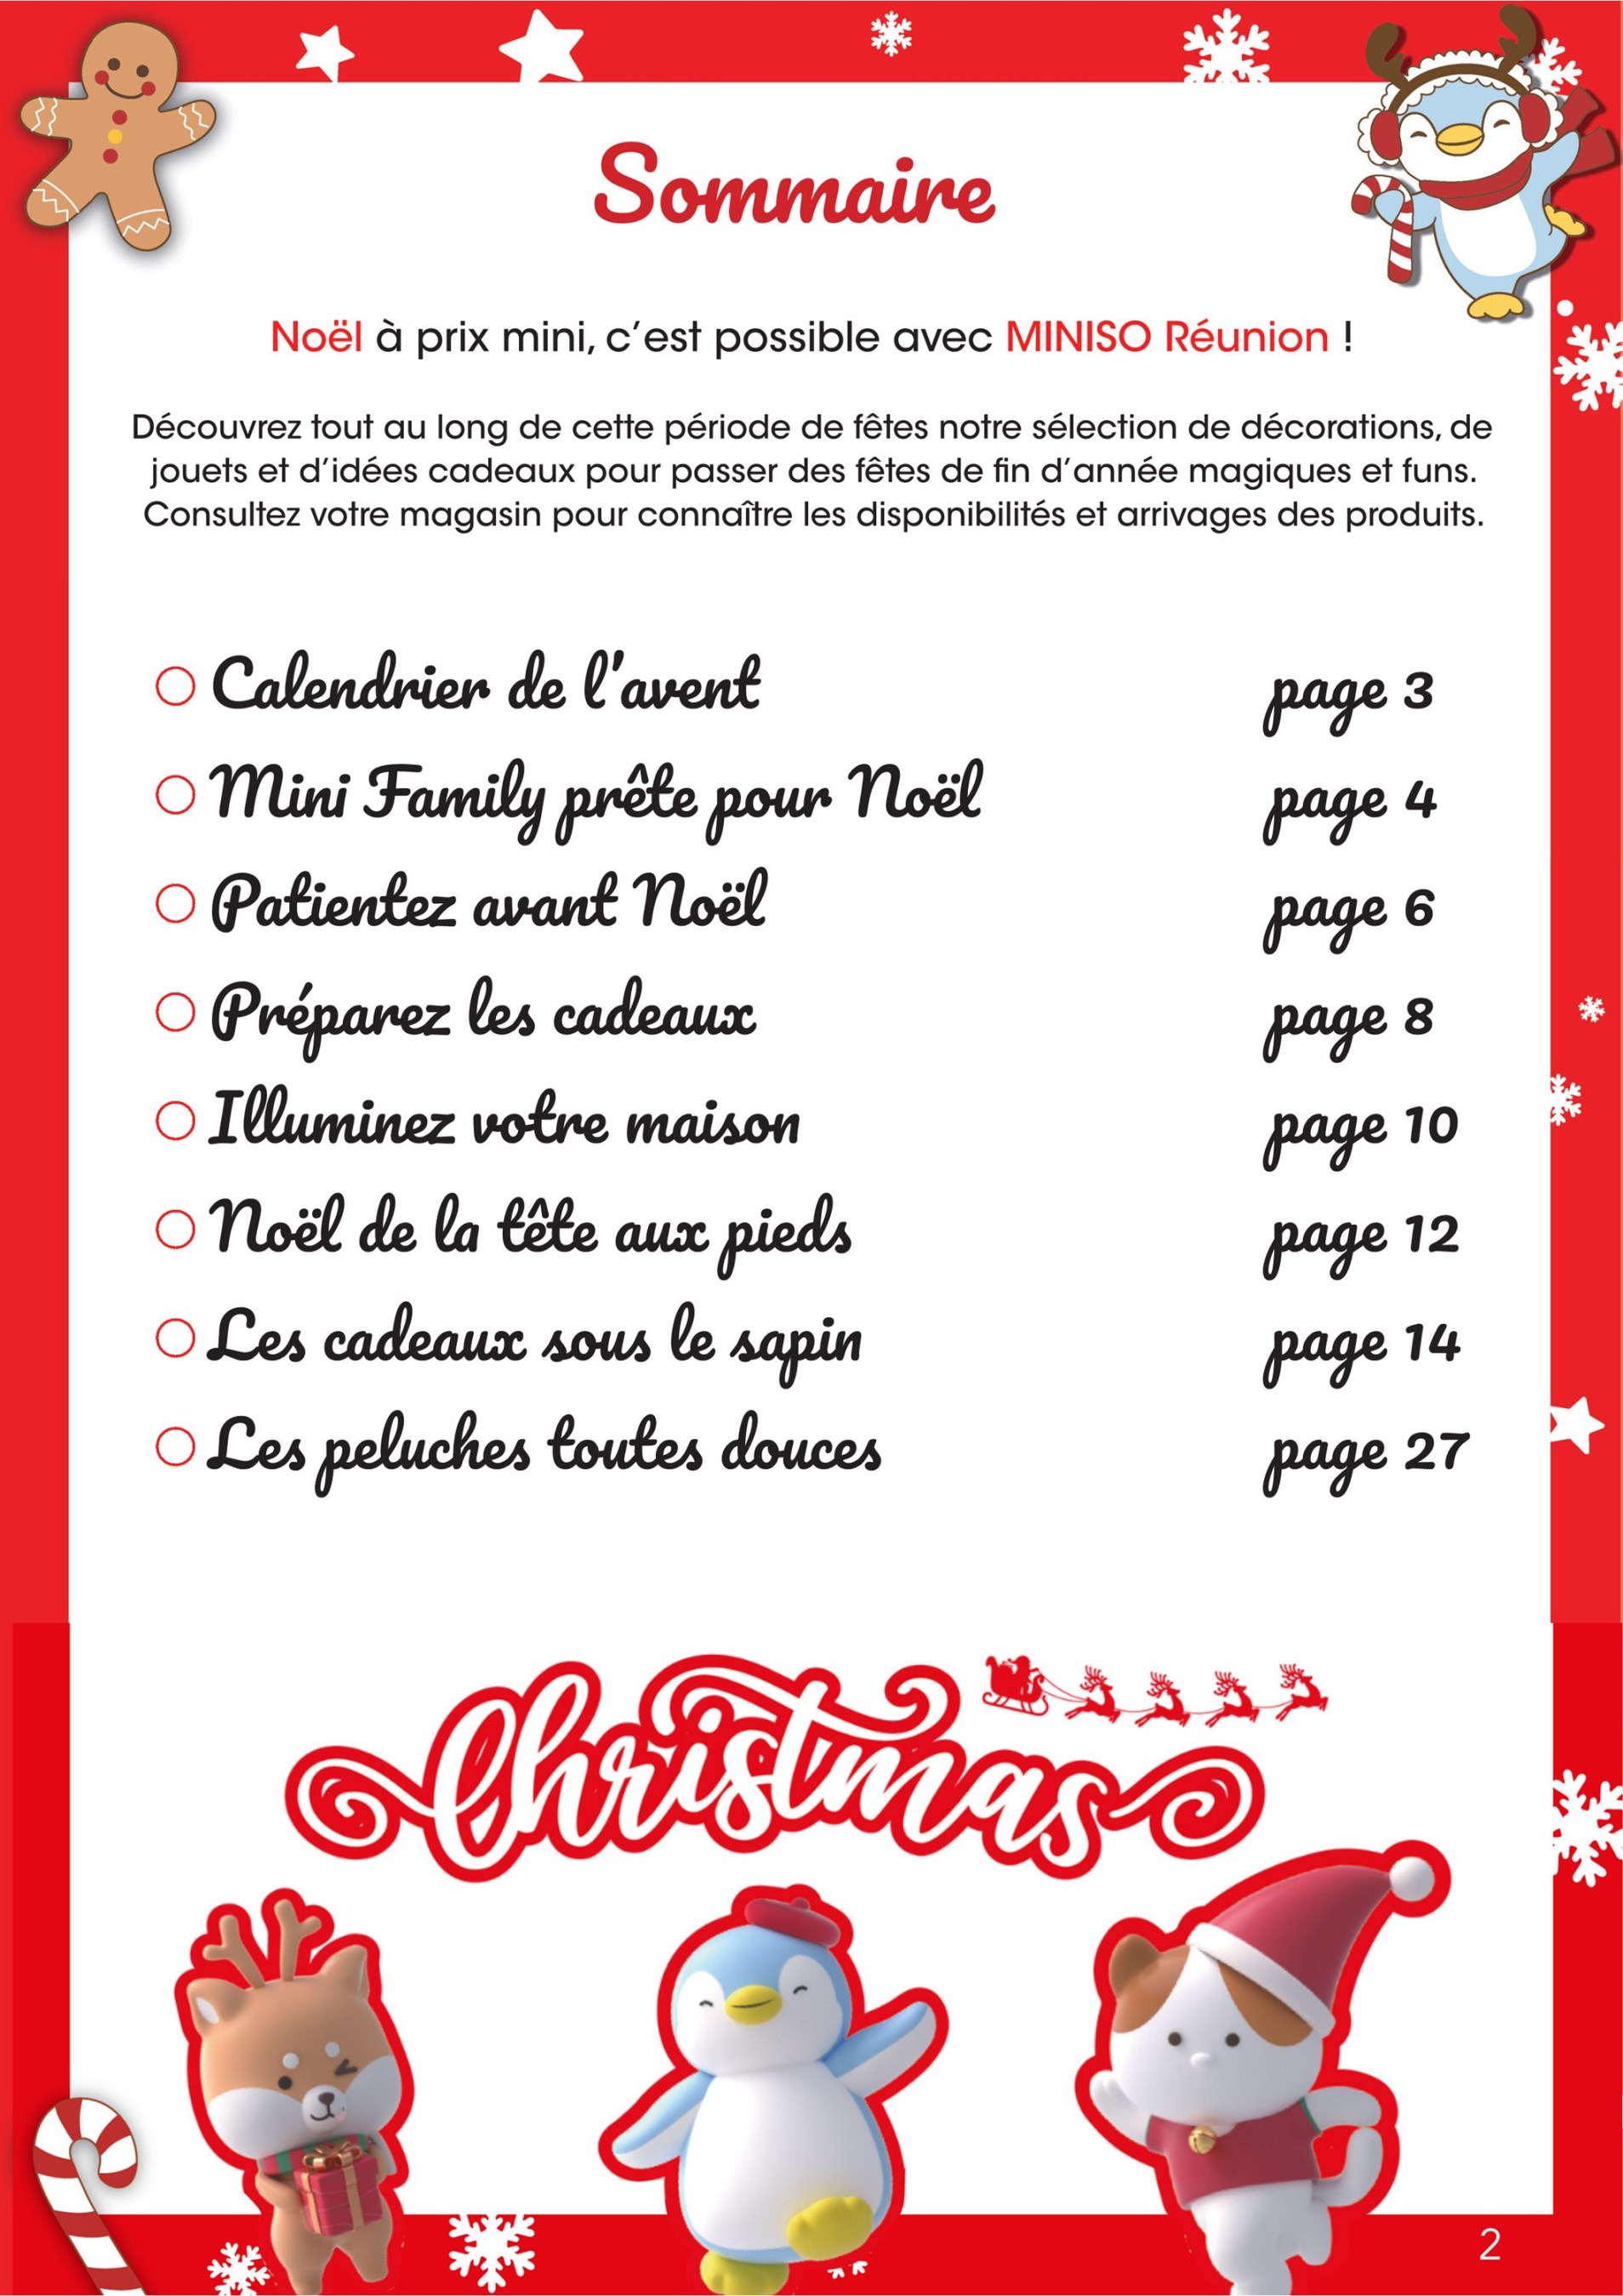 Sommaire
Noël à prix mini, c'est possible avec MINISO Réunion !
Découvrez tout au long de cette période de fêtes notre sélection de décorations, de
jouets et d'idées cadeaux pour passer des fêtes de fin d'année magiques et funs.
Consultez votre magasin pour connaître les disponibilités et arrivages des produits.
Calendrier de l'avent page 3
Mini Family prête pour Noël page 4
Patientez avant Noël page 6
Préparez les cadeaux page 8
Illuminez votre maison page 10
Noël de la tête aux pieds page 12
Les cadeaux sous le sapin page 14
Les peluches toutes douces page 27
Christmas
2